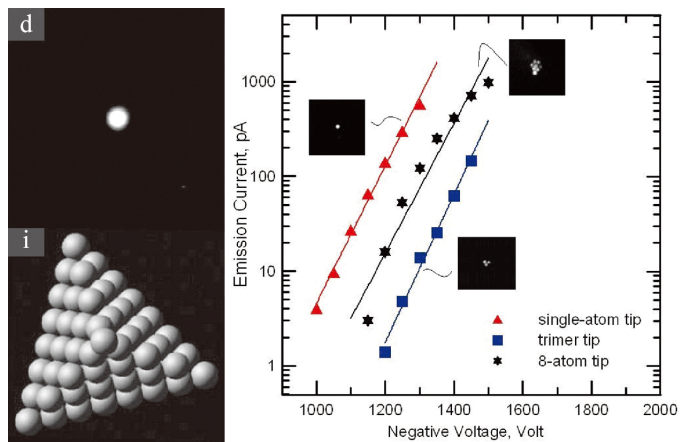 d
i
Emission Current, pA
1000
100
10
1
single-atom tip
trimer tip
8-atom tip
1000 1200 1400 1600 1800 2000
Negative Voltage, Volt